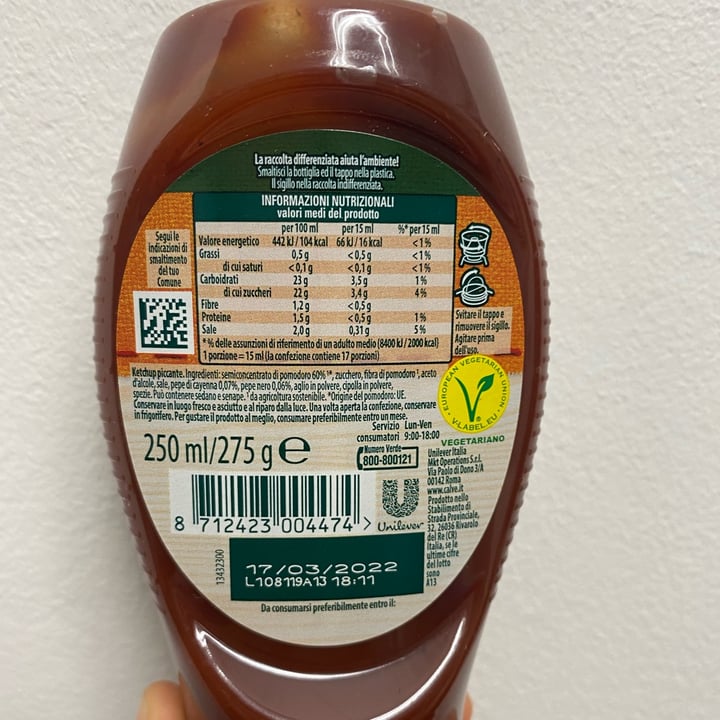 La raccolta differenziata aiuta l'ambiente!
Smaltisci la bottiglia ed il tappo nella plastica.
Il sigillo nella raccolta indifferenziata.
INFORMAZIONI NUTRIZIONALI
valori medi del prodotto
per 100 ml per 15 ml %* per 15 ml
Valore energetico 442 kJ / 104 kcal 66 kJ / 16 kcal <1 %
Grassi 0,5 g <0,5 g <1 %
di cui saturi <0,1 g <0,1 g <1 %
Carboidrati 23 g 3,5 g 1 %
di cui zuccheri 22 g 3,4 g 4 %
Fibre 1,2 g <0,5 g
Proteine 1,5 g <0,5 g 1 %
Sale 2,0 g 0,31 g 5 %
* % delle assunzioni di riferimento di un adulto medio (8400 kJ / 2000 kcal)
1 porzione = 15 ml (la confezione contiene 17 porzioni)
Segui le
indicazioni di
smaltimento
del tuo
Comune
Svitare il tappo e
rimuovere il sigillo.
Agitare prima
dell'uso.
Ketchup piccante. Ingredienti: semiconcentrato di pomodoro 60%¹*, zucchero, fibra di pomodoro¹, aceto
d'alcole, sale, pepe di cayenna 0,07%, pepe nero 0,06%, aglio in polvere, cipolla in polvere,
spezie. Può contenere sedano e senape. ¹da agricoltura sostenibile. *Origine del pomodoro: UE.
Conservare in luogo fresco e asciutto e al riparo dalla luce. Una volta aperta la confezione, conservare
in frigorifero. Per gustare il prodotto al meglio, consumare preferibilmente entro un mese.
Servizio Lun-Ven
consumatori 9:00-18:00
Numero Verde
800-800121
250 ml/275 g e
EUROPEAN VEGETARIAN UNION
V-LABEL.EU
VEGETARIANO
Unilever Italia
Mkt Operations S.r.l.
Via Paolo di Dono 3/A
00142 Roma
www.calve.it
Prodotto nello
Stabilimento di
Strada Provinciale,
32, 26036 Rivarolo
del Re (CR)
Italia, se le
ultime cifre
del lotto
sono
A13
8 712423 004474 >
Unilever
13432300
17/03/2022
L108119A13 18:11
Da consumarsi preferibilmente entro il: